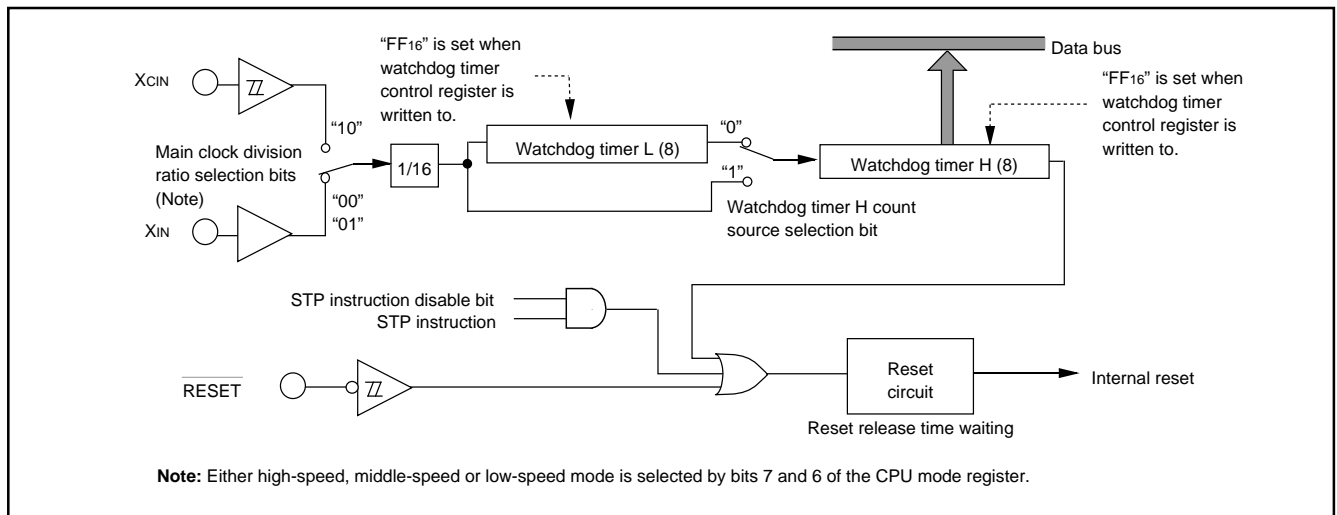 “FF16” is set when
watchdog timer
control register is
written to.
Data bus
“FF16” is set when
watchdog timer
control register is
written to.
XCIN
“10”
Main clock division
ratio selection bits
(Note)
“00”
“01”
XIN
1/16
Watchdog timer L (8)
“0”
“1”
Watchdog timer H count
source selection bit
Watchdog timer H (8)
STP instruction disable bit
STP instruction
RESET
Reset
circuit
Reset release time waiting
Internal reset
Note: Either high-speed, middle-speed or low-speed mode is selected by bits 7 and 6 of the CPU mode register.